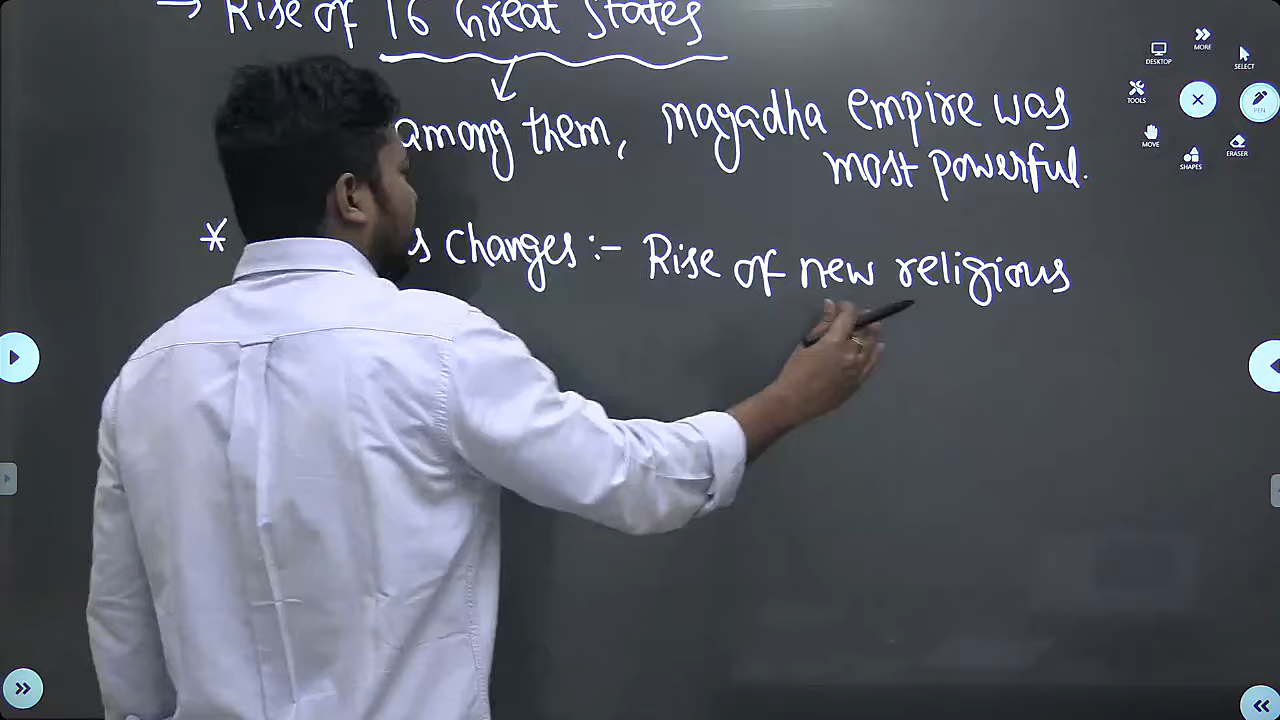 → Rise of 16 Great States
among them, magadha empire was
most powerful.
* s Changes :- Rise of new religious
DESKTOP
MORE
SELECT
TOOLS
PEN
MOVE
SHAPES
ERASER